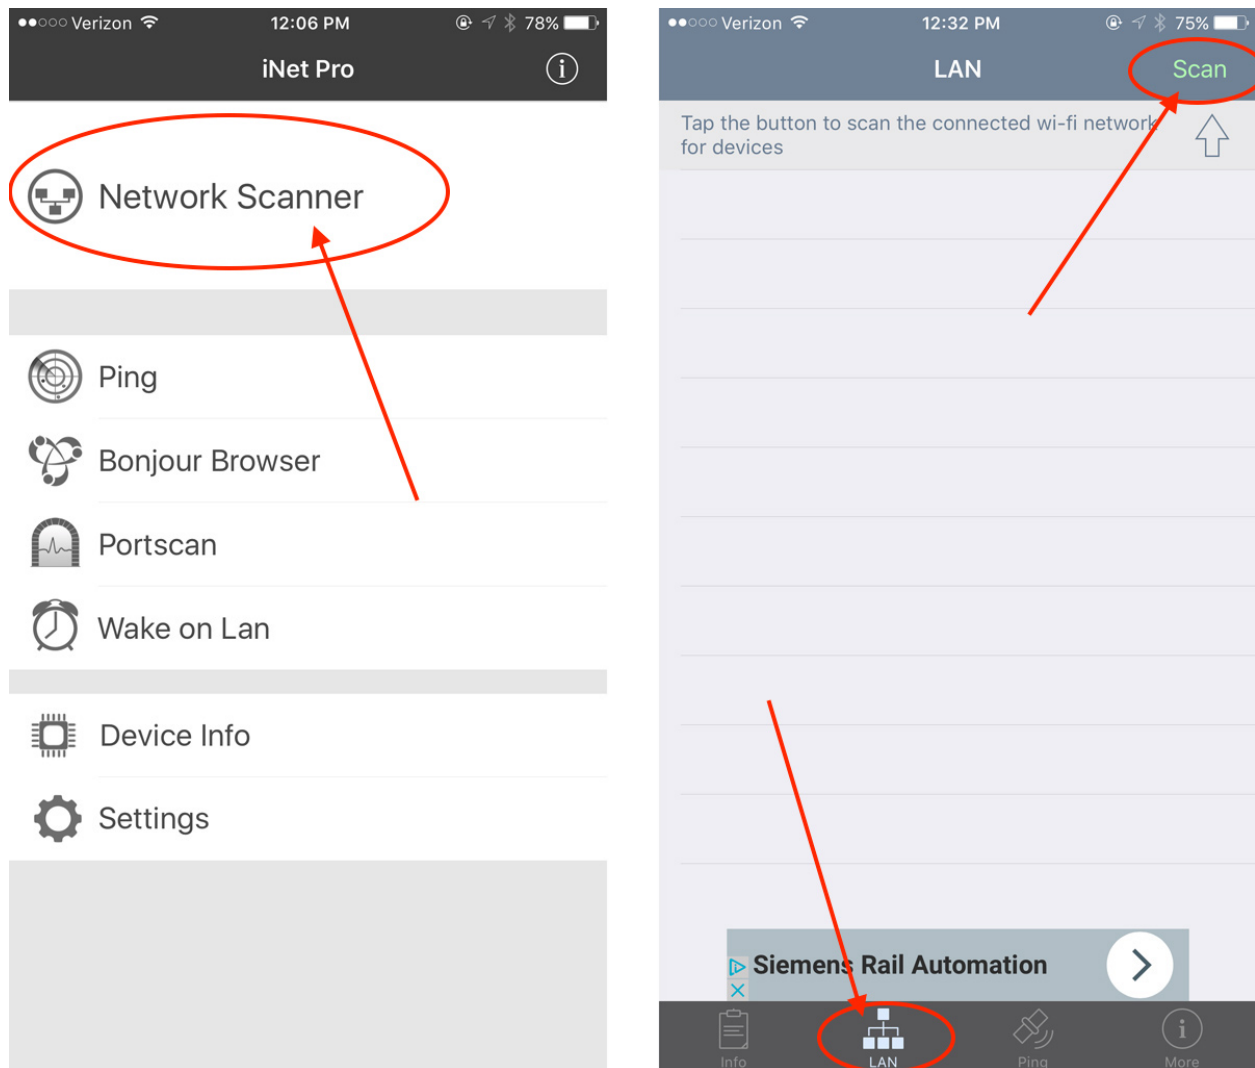 Verizon 12:06 PM 78%
iNet Pro
Network Scanner
Ping
Bonjour Browser
Portscan
Wake on Lan
Device Info
Settings
Verizon 12:32 PM 75%
LAN Scan
Tap the button to scan the connected wi-fi network
for devices
Siemens Rail Automation
Info LAN Ping More